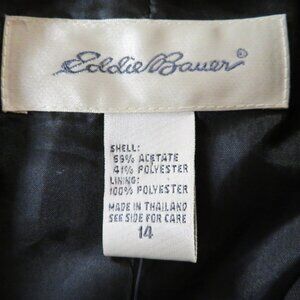 Eddie Bauer®
SHELL:
59% ACETATE
41% POLYESTER
LINING:
100% POLYESTER
MADE IN THAILAND
SEE SIDE FOR CARE
14